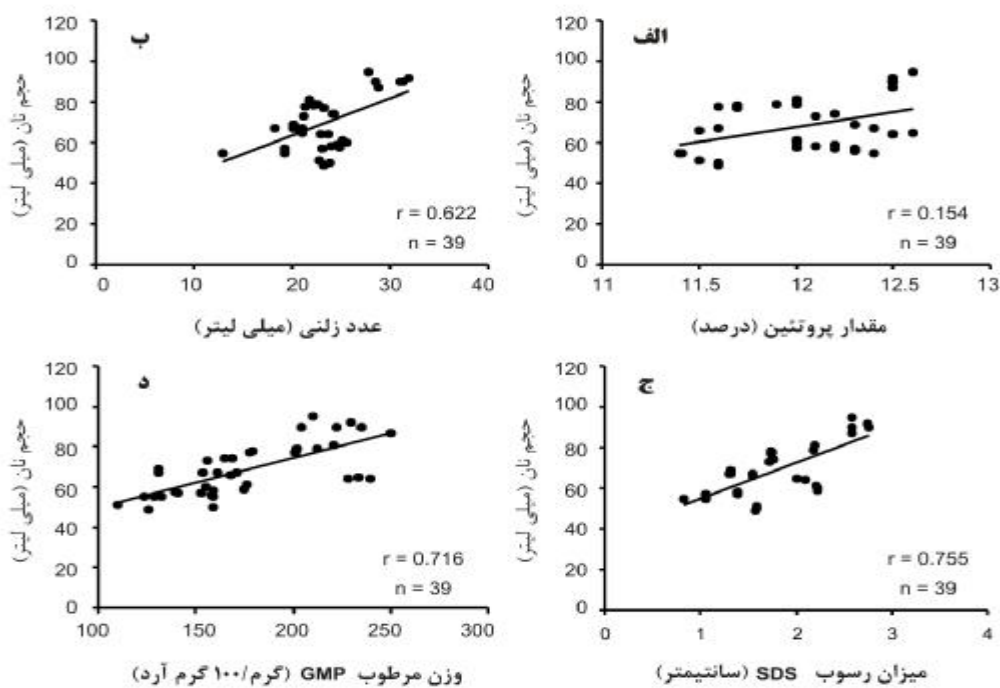 الف
حجم نان (میلی لیتر)
120
100
80
60
40
20
0
r = 0.154
n = 39
11
11.5
12
12.5
13
مقدار پروتئین (درصد)
ب
حجم نان (میلی لیتر)
120
100
80
60
40
20
0
r = 0.622
n = 39
0
10
20
30
40
عدد زلنی (میلی لیتر)
ج
حجم نان (میلی لیتر)
120
100
80
60
40
20
0
r = 0.755
n = 39
0
1
2
3
4
میزان رسوب SDS (سانتیمتر)
د
حجم نان (میلی لیتر)
120
100
80
60
40
20
0
r = 0.716
n = 39
100
150
200
250
300
وزن مرطوب GMP (گرم/۱۰۰ گرم آرد)